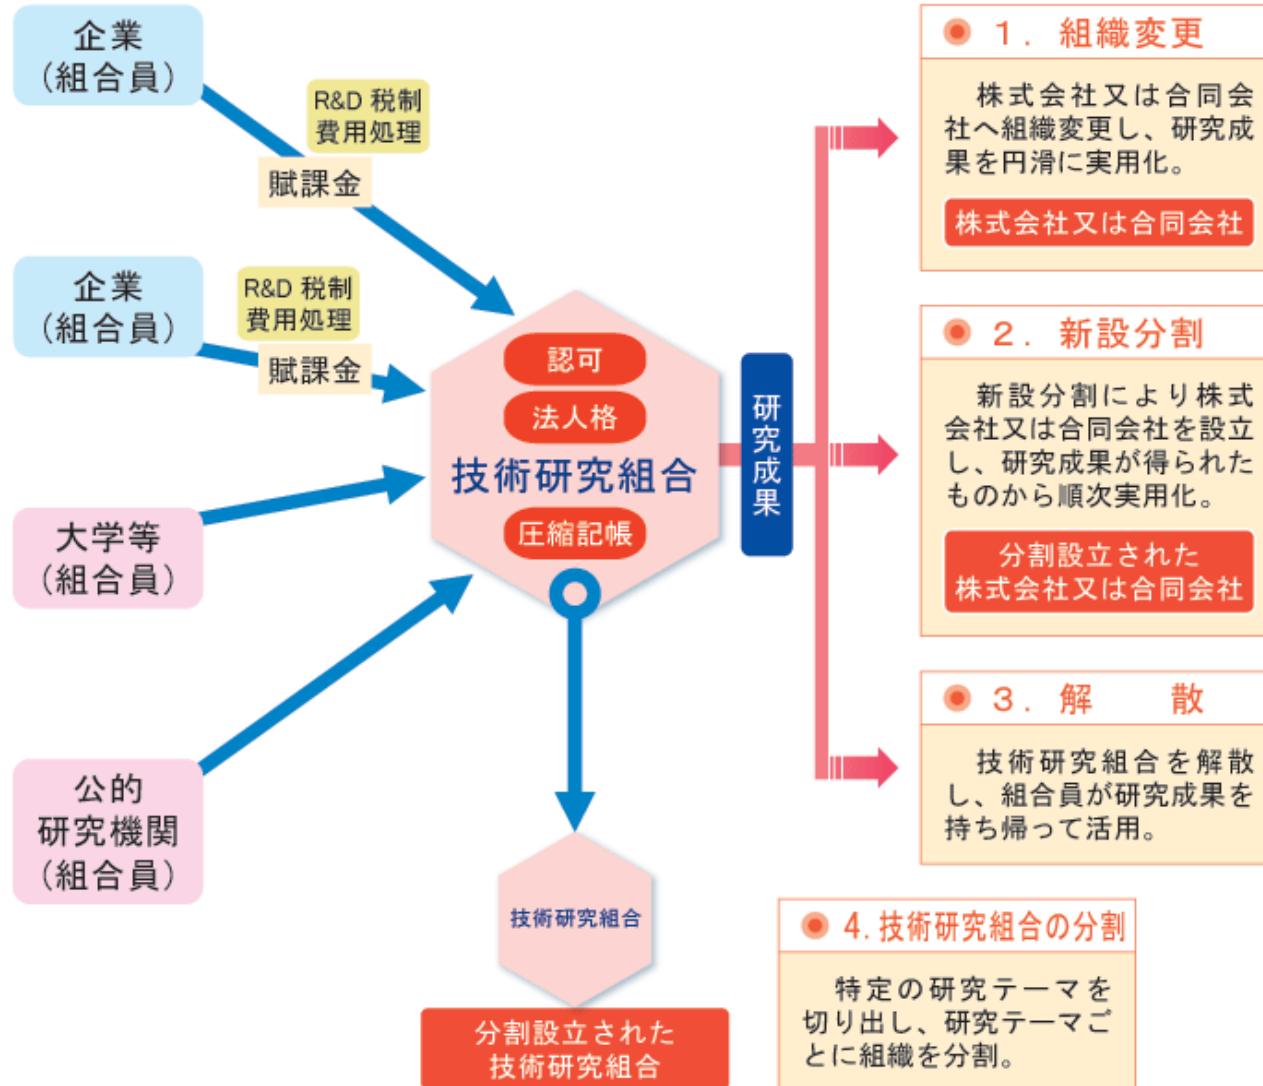 企業
（組合員）
R&D 税制
費用処理
賦課金
企業
（組合員）
R&D 税制
費用処理
賦課金
大学等
（組合員）
公的
研究機関
（組合員）
認可
法人格
技術研究組合
圧縮記帳
研究成果
技術研究組合
分割設立された
技術研究組合
1. 組織変更
株式会社又は合同会
社へ組織変更し、研究成
果を円滑に実用化。
株式会社又は合同会社
2. 新設分割
新設分割により株式
会社又は合同会社を設立
し、研究成果が得られた
ものから順次実用化。
分割設立された
株式会社又は合同会社
3. 解　　散
技術研究組合を解散
し、組合員が研究成果を
持ち帰って活用。
4.技術研究組合の分割
特定の研究テーマを
切り出し、研究テーマご
とに組織を分割。